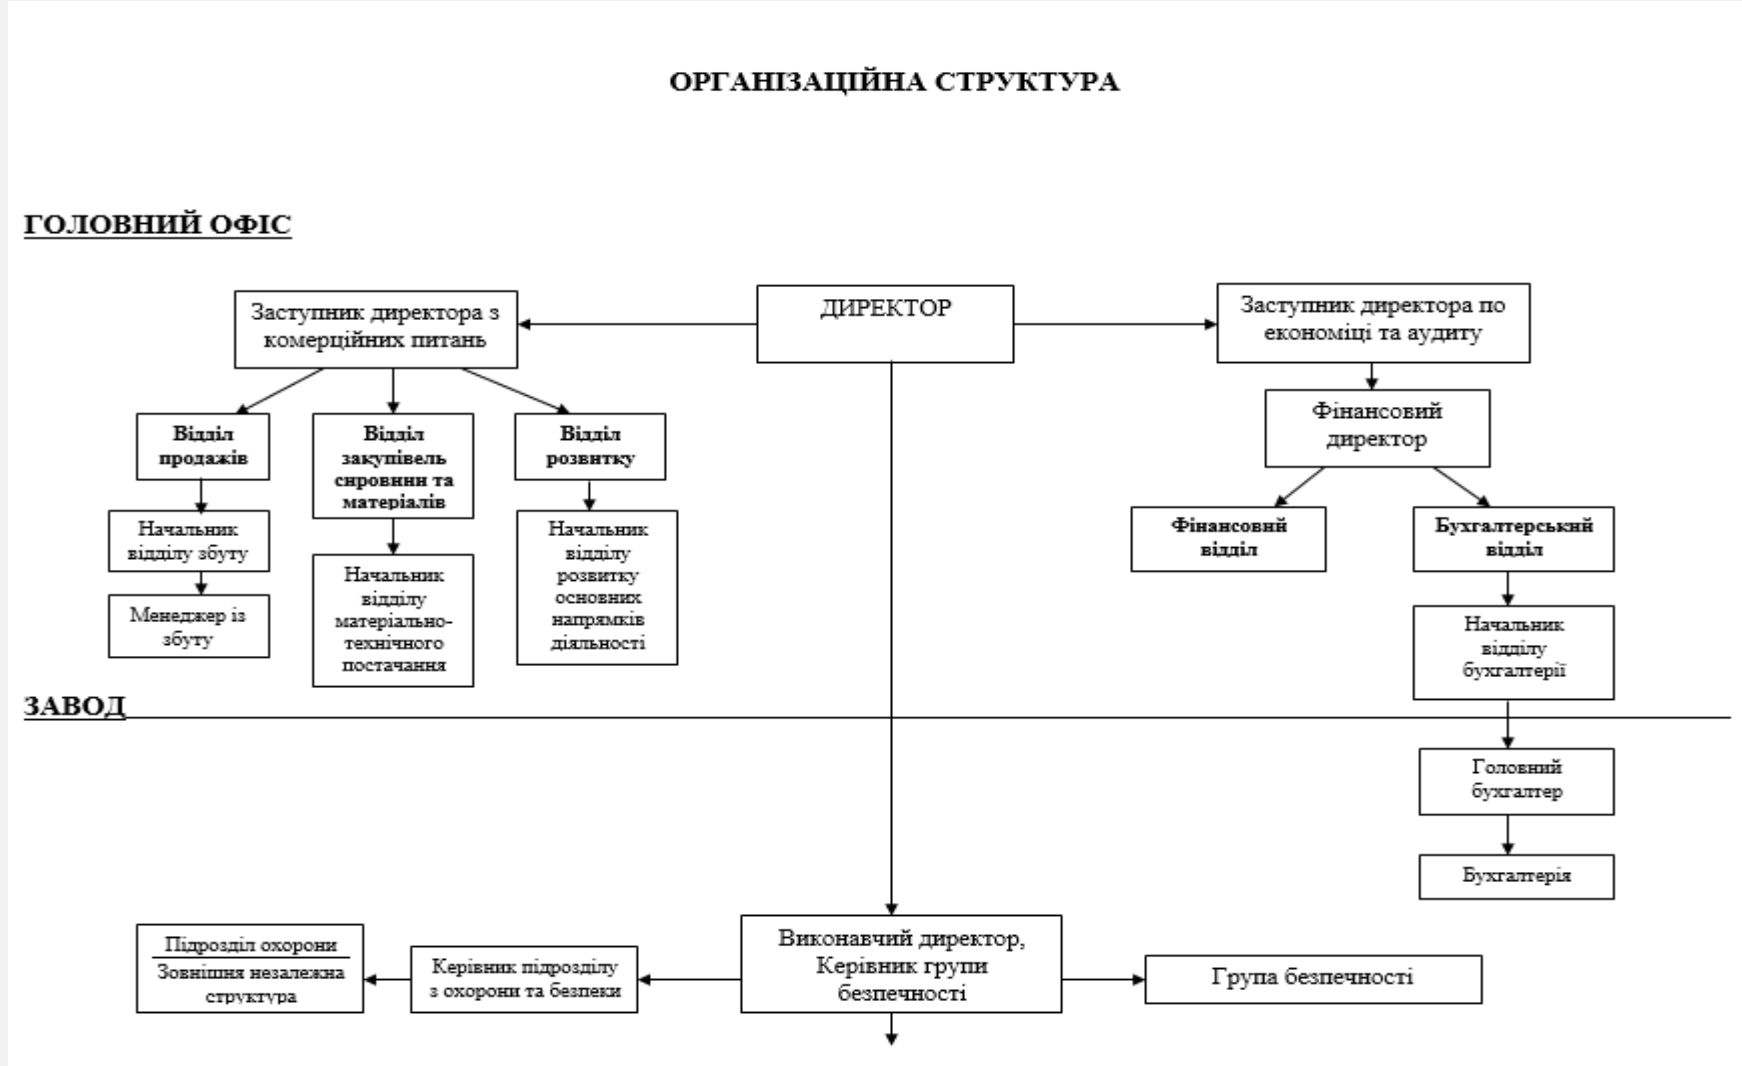 ОРГАНІЗАЦІЙНА СТРУКТУРА
ГОЛОВНИЙ ОФІС
Заступник директора з
комерційних питань
ДИРЕКТОР
Заступник директора по
економіці та аудиту
Фінансовий
директор
Відділ
продажів
Відділ
закупівель
сировини та
матеріалів
Відділ
розвитку
Фінансовий
відділ
Бухгалтерський
відділ
Начальник
відділу збуту
Начальник
відділу
матеріально-
технічного
постачання
Начальник
відділу
розвитку
основних
напрямків
діяльності
Менеджер із
збуту
Начальник
відділу
бухгалтерії
ЗАВОД
Головний
бухгалтер
Бухгалтерія
Підрозділ охорони
Зовнішня незалежна
структура
Керівник підрозділу
з охорони та безпеки
Виконавчий директор,
Керівник групи
безпечності
Група безпечності